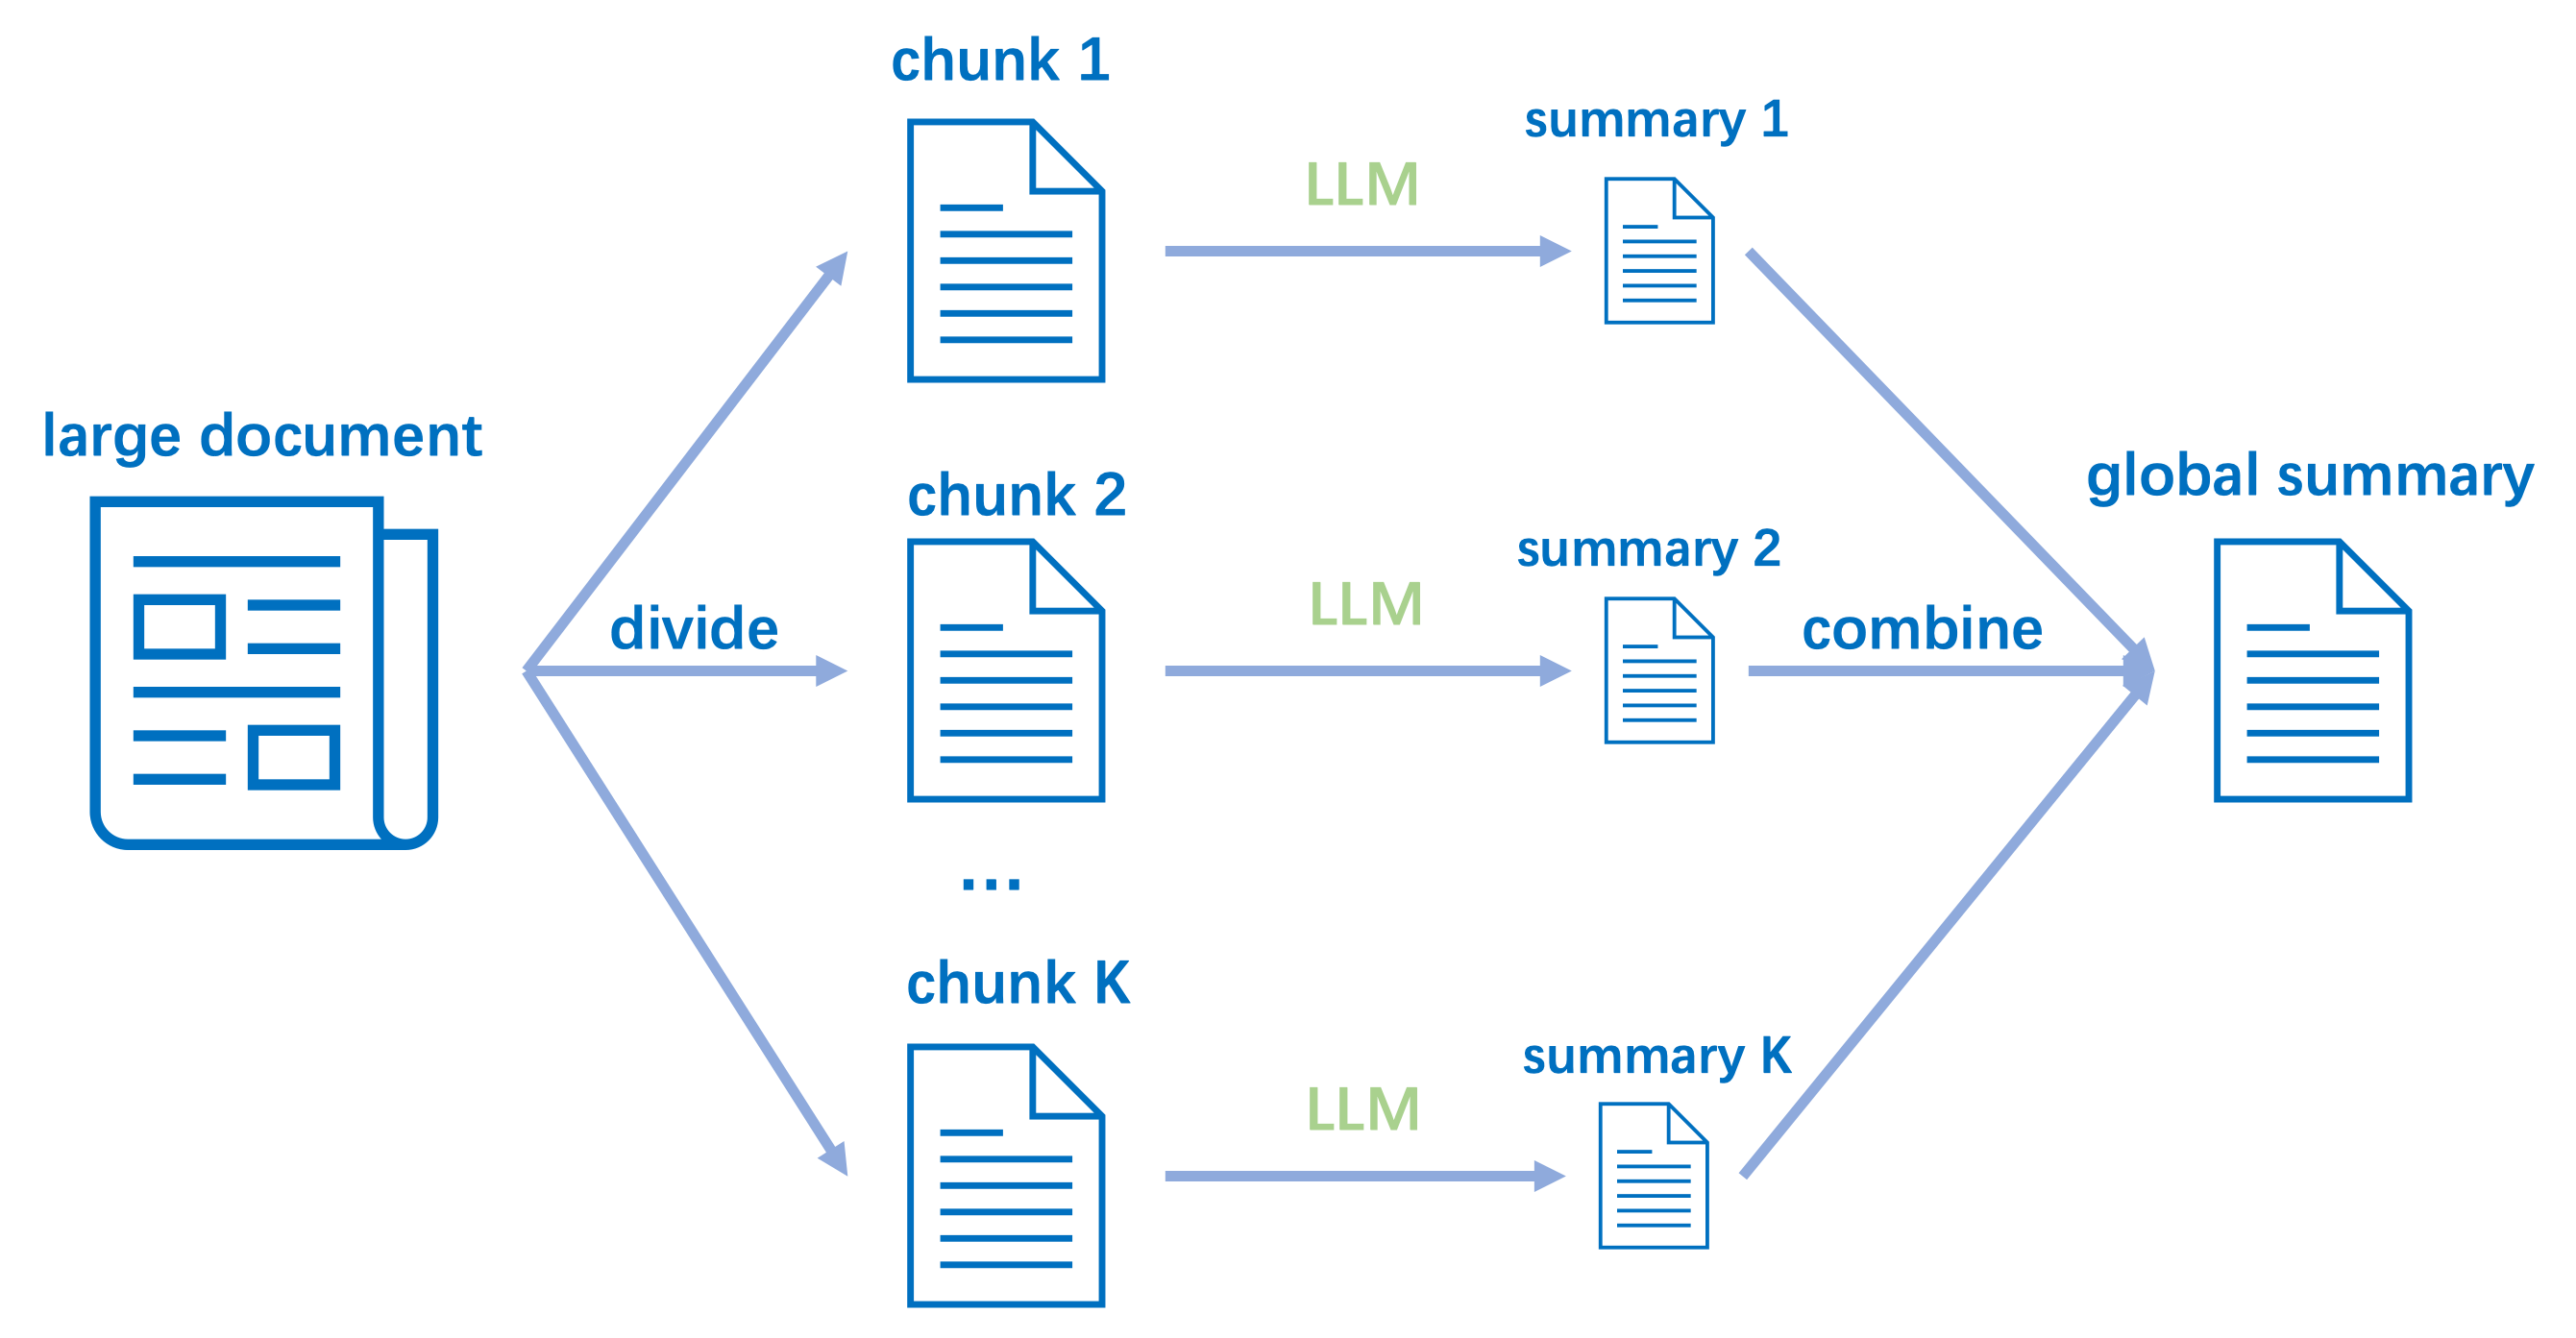 large document
divide
chunk 1
LLM
summary 1
chunk 2
LLM
summary 2
...
chunk K
LLM
summary K
combine
global summary